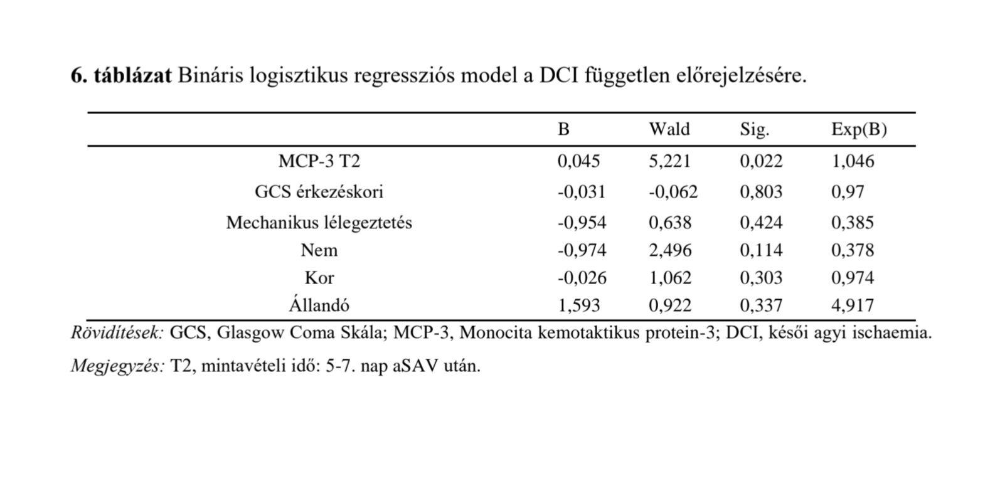 6. táblázat Bináris logisztikus regressziós model a DCI független előrejelzésére.
B Wald Sig. Exp(B)
MCP-3 T2 0,045 5,221 0,022 1,046
GCS érkezéskori -0,031 -0,062 0,803 0,97
Mechanikus lélegeztetés -0,954 0,638 0,424 0,385
Nem -0,974 2,496 0,114 0,378
Kor -0,026 1,062 0,303 0,974
Állandó 1,593 0,922 0,337 4,917
Rövidítések: GCS, Glasgow Coma Skála; MCP-3, Monocita kemotaktikus protein-3; DCI, késői agyi ischaemia.
Megjegyzés: T2, mintavételi idő: 5-7. nap aSAV után.